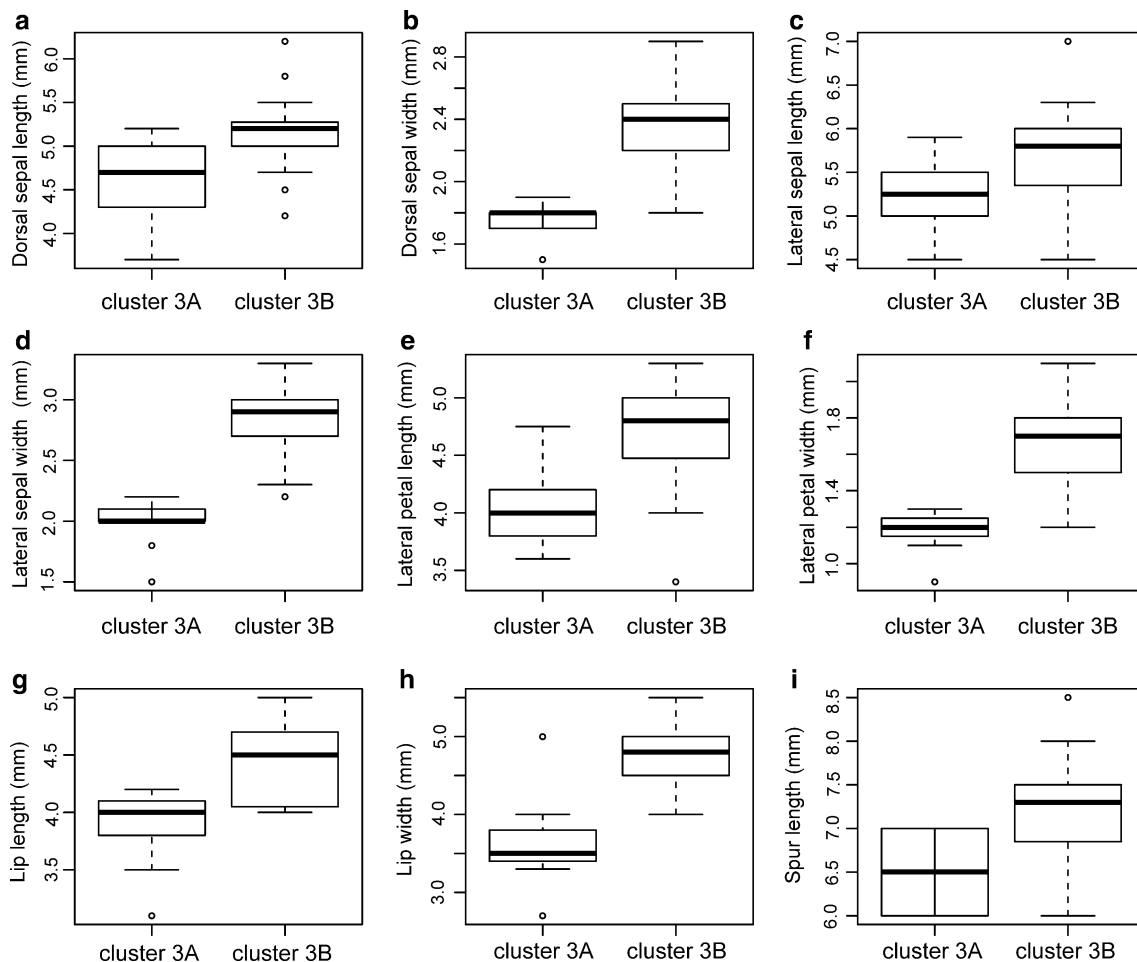 a
Dorsal sepal length (mm)
4.0 4.5 5.0 5.5 6.0
cluster 3A cluster 3B
b
Dorsal sepal width (mm)
1.6 2.0 2.4 2.8
cluster 3A cluster 3B
c
Lateral sepal length (mm)
4.5 5.0 5.5 6.0 6.5 7.0
cluster 3A cluster 3B
d
Lateral sepal width (mm)
1.5 2.0 2.5 3.0
cluster 3A cluster 3B
e
Lateral petal length (mm)
3.5 4.0 4.5 5.0
cluster 3A cluster 3B
f
Lateral petal width (mm)
1.0 1.4 1.8
cluster 3A cluster 3B
g
Lip length (mm)
3.5 4.0 4.5 5.0
cluster 3A cluster 3B
h
Lip width (mm)
3.0 4.0 5.0
cluster 3A cluster 3B
i
Spur length (mm)
6.0 6.5 7.0 7.5 8.0 8.5
cluster 3A cluster 3B